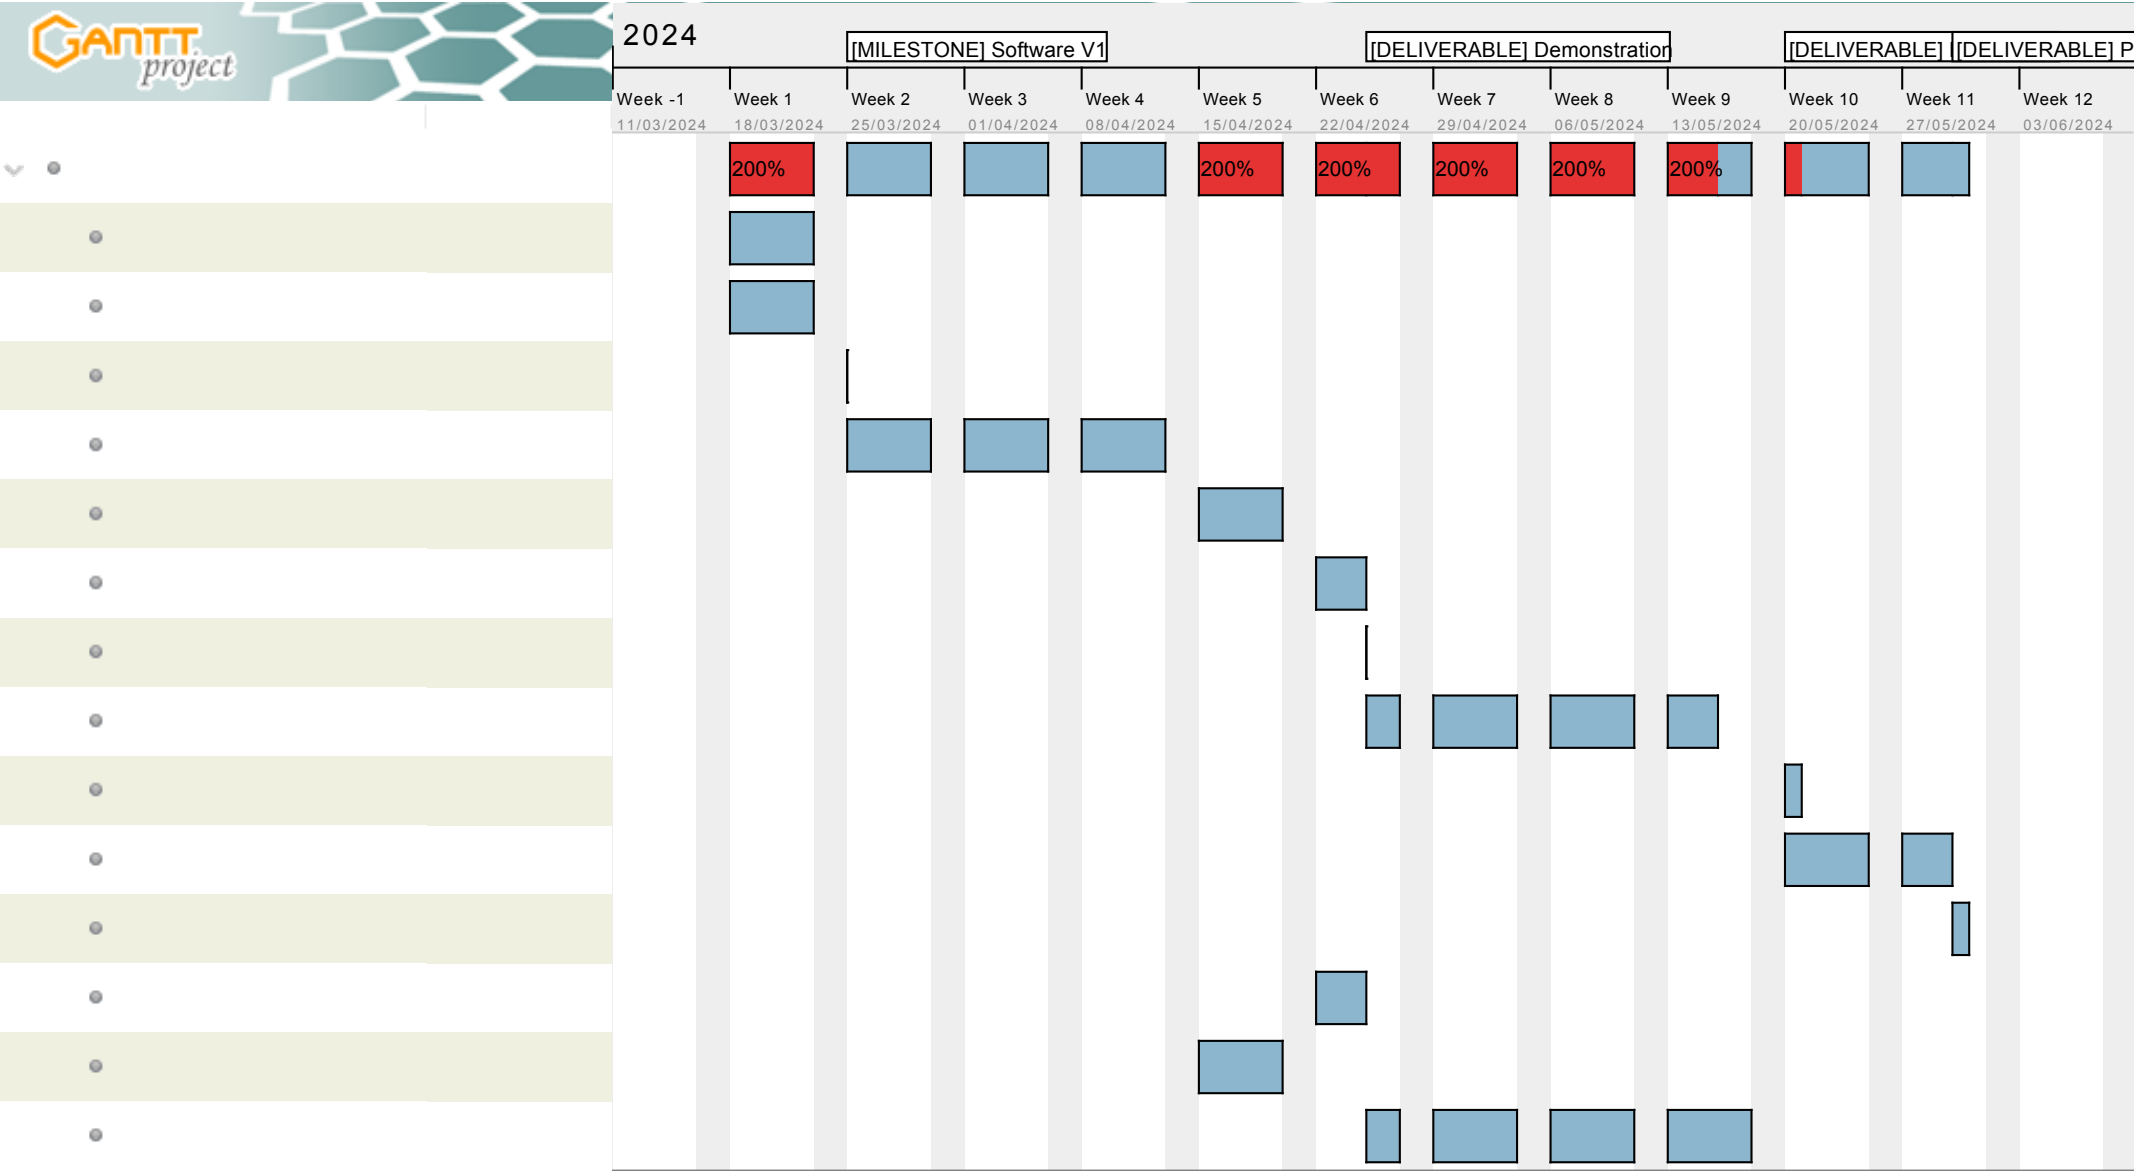 GANTT
project
2024
[MILESTONE] Software V1
[DELIVERABLE] Demonstration
[DELIVERABLE]
[DELIVERABLE] P
Week -1 Week 1 Week 2 Week 3 Week 4 Week 5 Week 6 Week 7 Week 8 Week 9 Week 10 Week 11 Week 12
11/03/2024 18/03/2024 25/03/2024 01/04/2024 08/04/2024 15/04/2024 22/04/2024 29/04/2024 06/05/2024 13/05/2024 20/05/2024 27/05/2024 03/06/2024
200% 200% 200% 200% 200% 200%